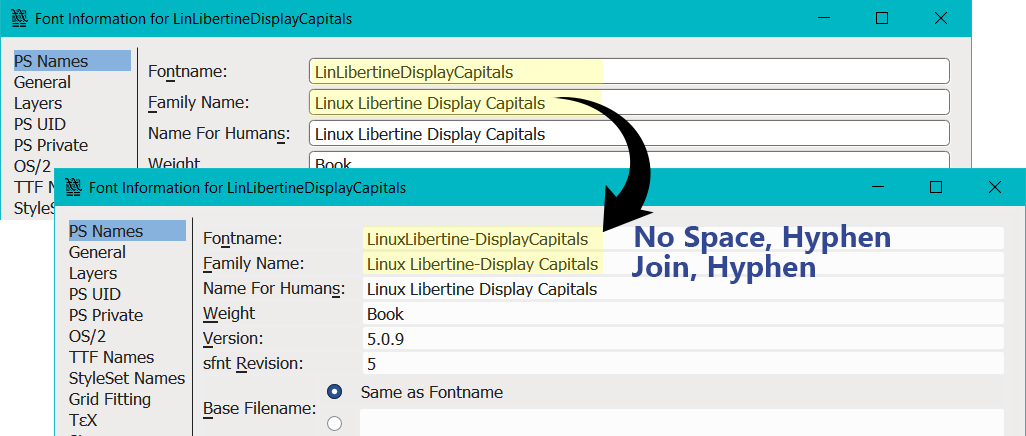 Font Information for LinLibertineDisplayCapitals
PS Names
General
Layers
PS UID
PS Private
OS/2
TTF N
StyleS
Fontname: LinLibertineDisplayCapitals
Family Name: Linux Libertine Display Capitals
Name For Humans: Linux Libertine Display Capitals
Weight Book
Font Information for LinLibertineDisplayCapitals
PS Names
General
Layers
PS UID
PS Private
OS/2
TTF Names
StyleSet Names
Grid Fitting
TεX
Fontname: LinuxLibertine-DisplayCapitals
Family Name: Linux Libertine-Display Capitals
Name For Humans: Linux Libertine Display Capitals
Weight Book
Version: 5.0.9
sfnt Revision: 5
Base Filename: Same as Fontname
No Space, Hyphen
Join, Hyphen